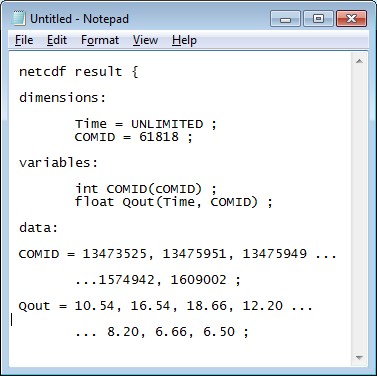 Untitled - Notepad
File Edit Format View Help
netcdf result {
dimensions:
Time = UNLIMITED ;
COMID = 61818 ;
variables:
int COMID(COMID) ;
float Qout(Time, COMID) ;
data:
COMID = 13473525, 13475951, 13475949 ...
...1574942, 1609002 ;
Qout = 10.54, 16.54, 18.66, 12.20 ...
... 8.20, 6.66, 6.50 ;